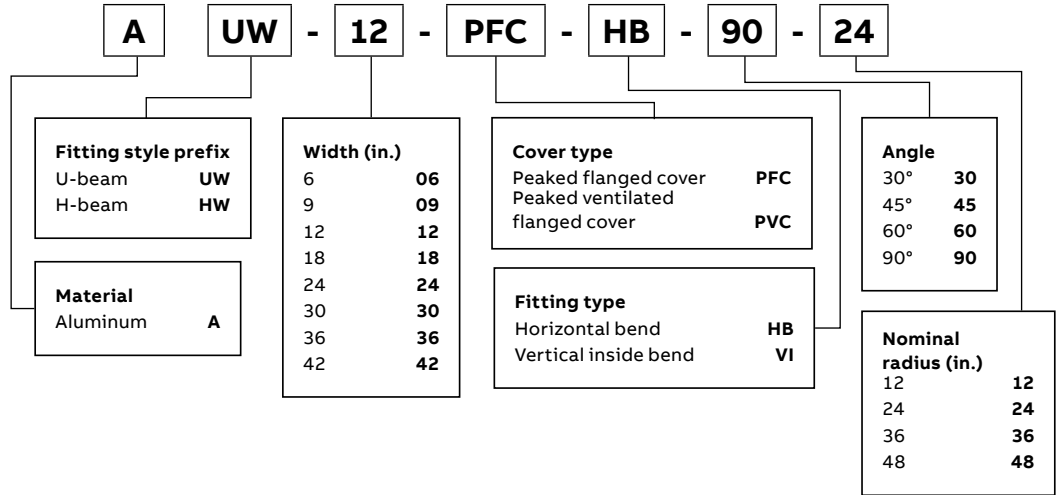 A UW - 12 - PFC - HB - 90 - 24
Fitting style prefix
U-beam UW
H-beam HW
Material
Aluminum A
Width (in.)
6 06
9 09
12 12
18 18
24 24
30 30
36 36
42 42
Cover type
Peaked flanged cover PFC
Peaked ventilated
flanged cover PVC
Fitting type
Horizontal bend HB
Vertical inside bend VI
Angle
30° 30
45° 45
60° 60
90° 90
Nominal
radius (in.)
12 12
24 24
36 36
48 48